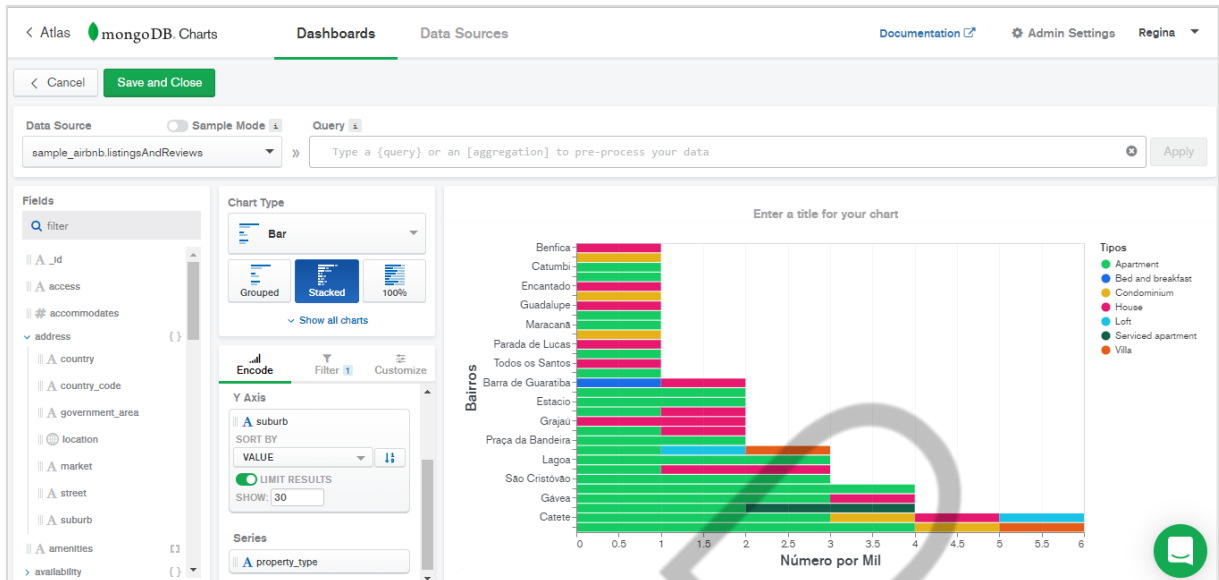 Atlas mongoDB. Charts Dashboards Data Sources Documentation Admin Settings Regina
Cancel Save and Close
Data Source Sample Mode i Query i
sample_airbnb.listingsAndReviews » Type a {query} or an [aggregation] to pre-process your data Apply
Fields
filter
A _id
A access
# accommodates
address { }
A country
A country_code
A government_area
location
A market
A street
A suburb
A amenities [ ]
availability { }
Chart Type
Bar
Grouped Stacked 100%
Show all charts
Encode Filter 1 Customize
Y Axis
A suburb
SORT BY
VALUE
LIMIT RESULTS
SHOW: 30
Series
A property_type
Enter a title for your chart
Bairros
Benfica
Catumbi
Encantado
Guadalupe
Maracanã
Parada de Lucas
Todos os Santos
Barra de Guaratiba
Estacio
Grajaú
Praça da Bandeira
Lagoa
São Cristóvão
Gávea
Catete
0 0.5 1 1.5 2 2.5 3 3.5 4 4.5 5 5.5 6
Número por Mil
Tipos
Apartment
Bed and breakfast
Condominium
House
Loft
Serviced apartment
Villa